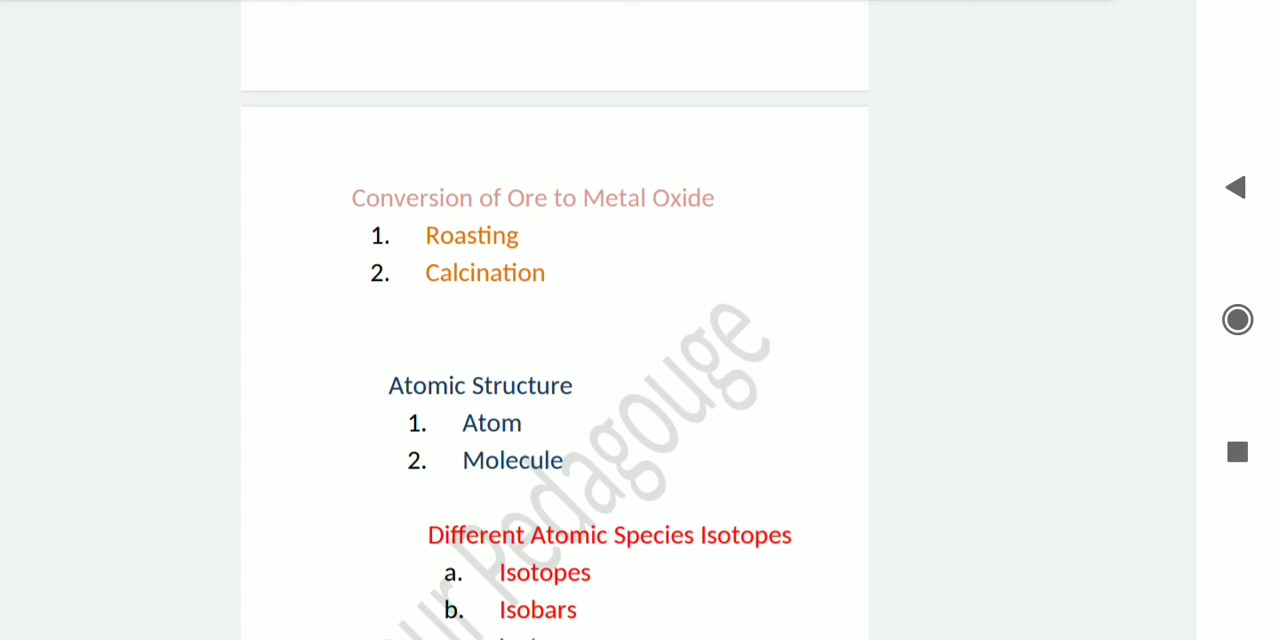 Conversion of Ore to Metal Oxide
1. Roasting
2. Calcination
Atomic Structure
1. Atom
2. Molecule
Different Atomic Species Isotopes
a. Isotopes
b. Isobars
ur Pedagouge